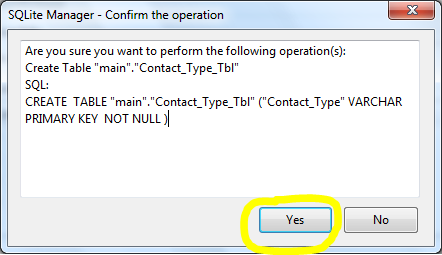 SQLite Manager - Confirm the operation
Are you sure you want to perform the following operation(s):
Create Table "main"."Contact_Type_Tbl"
SQL:
CREATE  TABLE "main"."Contact_Type_Tbl" ("Contact_Type" VARCHAR
PRIMARY KEY  NOT NULL )
Yes No